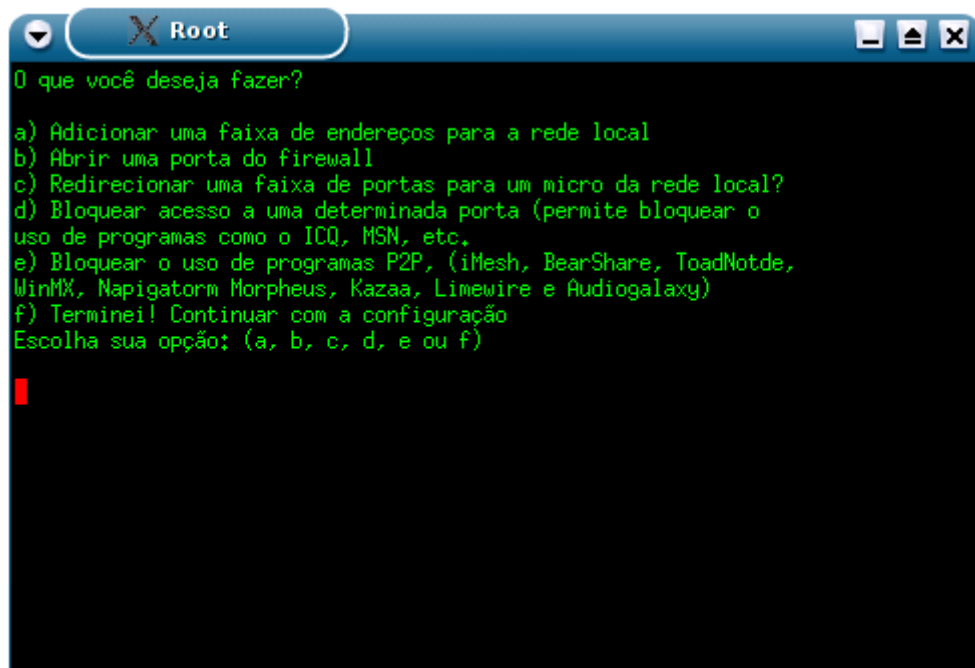 Root
O que você deseja fazer?
a) Adicionar uma faixa de endereços para a rede local
b) Abrir uma porta do firewall
c) Redirecionar uma faixa de portas para um micro da rede local?
d) Bloquear acesso a uma determinada porta (permite bloquear o
uso de programas como o ICQ, MSN, etc.
e) Bloquear o uso de programas P2P, (iMesh, BearShare, ToadNotde,
WinMX, Napigatorm Morpheus, Kazaa, Limewire e Audiogalaxy)
f) Terminei! Continuar com a configuração
Escolha sua opção: (a, b, c, d, e ou f)